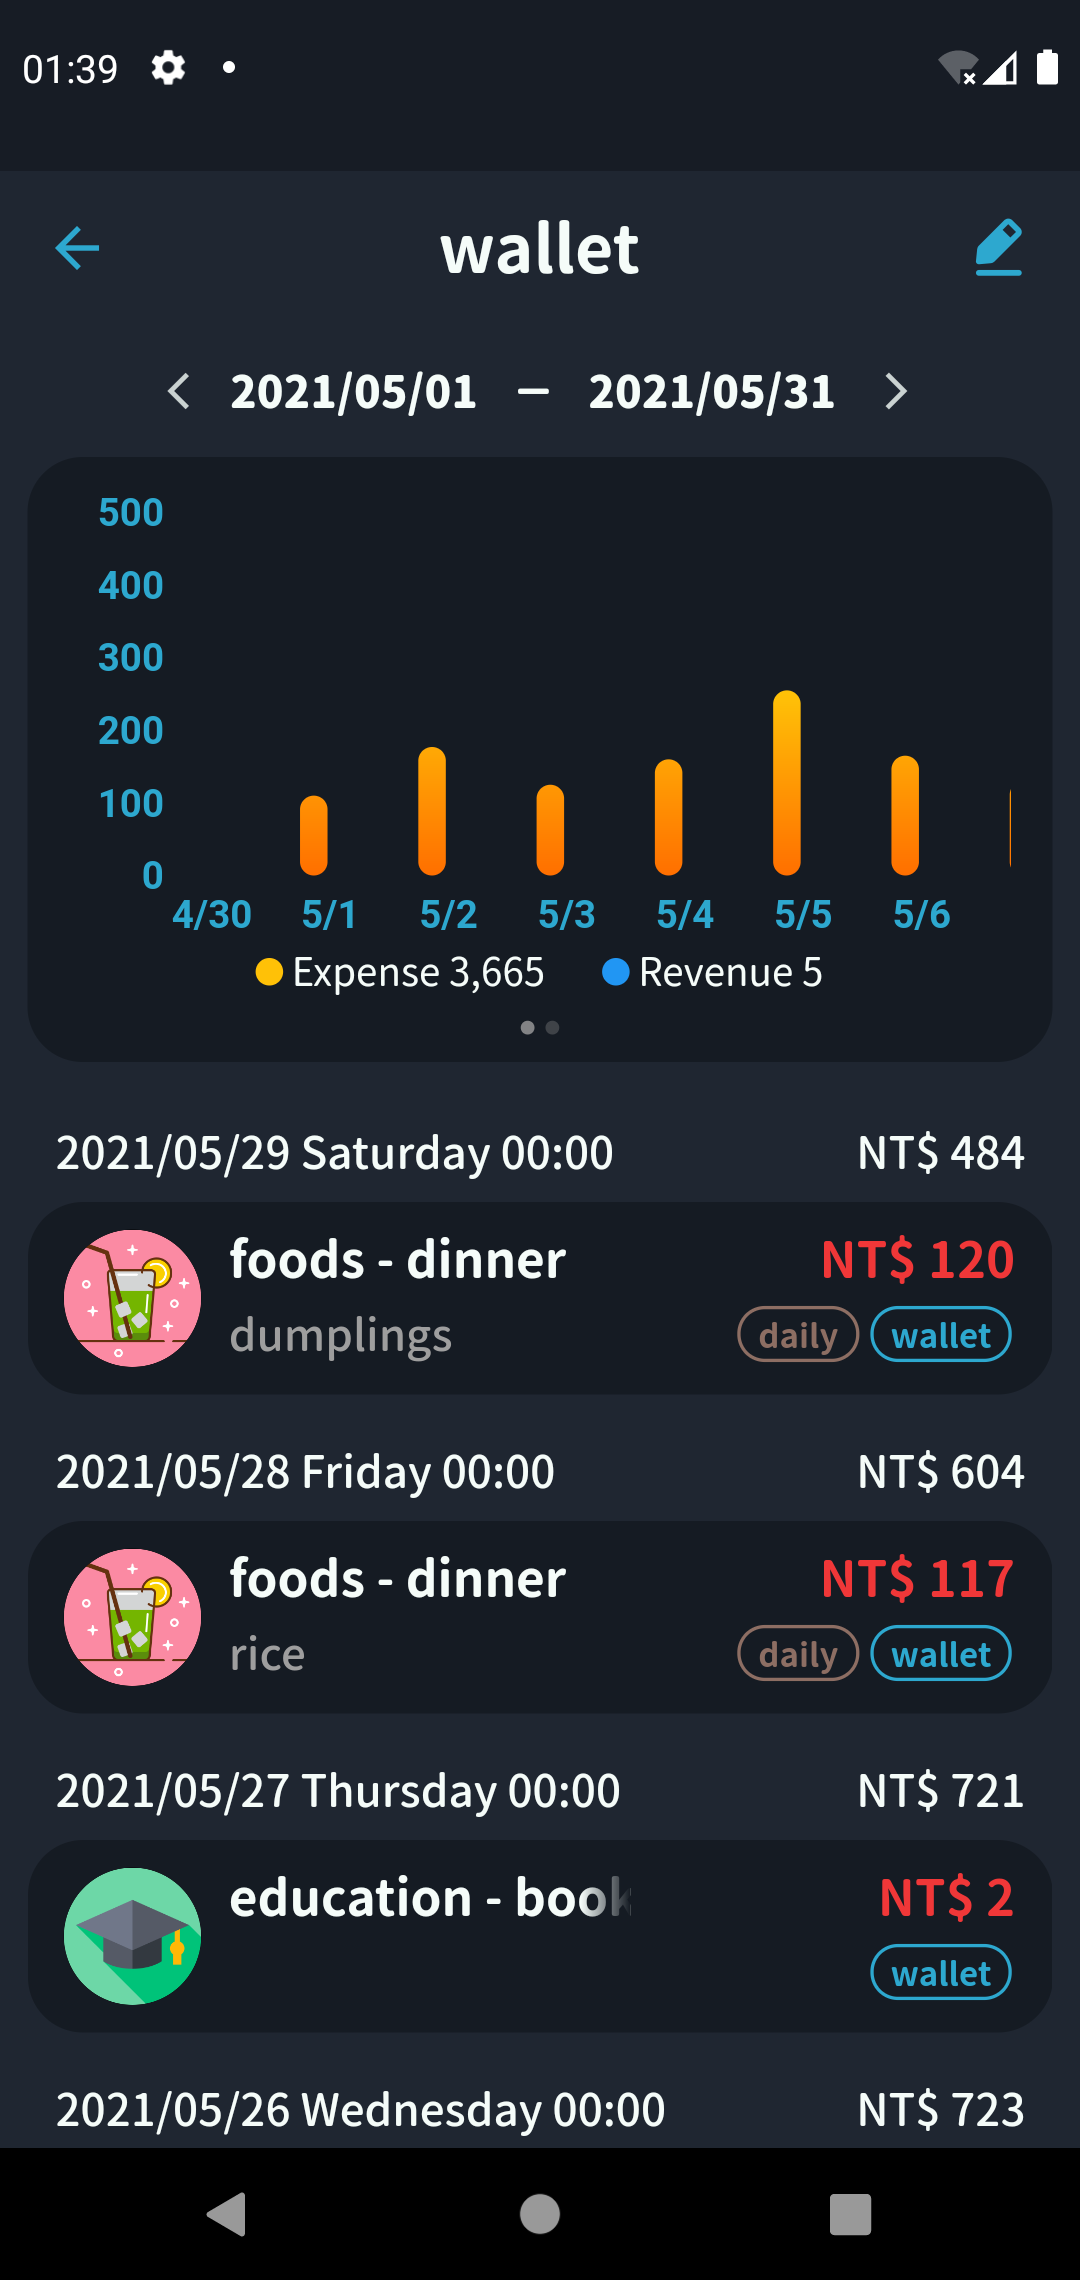 01:39
wallet
2021/05/01 – 2021/05/31
500
400
300
200
100
0
4/30 5/1 5/2 5/3 5/4 5/5 5/6
Expense 3,665 Revenue 5
2021/05/29 Saturday 00:00 NT$ 484
foods - dinner NT$ 120
dumplings daily wallet
2021/05/28 Friday 00:00 NT$ 604
foods - dinner NT$ 117
rice daily wallet
2021/05/27 Thursday 00:00 NT$ 721
education - book NT$ 2
wallet
2021/05/26 Wednesday 00:00 NT$ 723